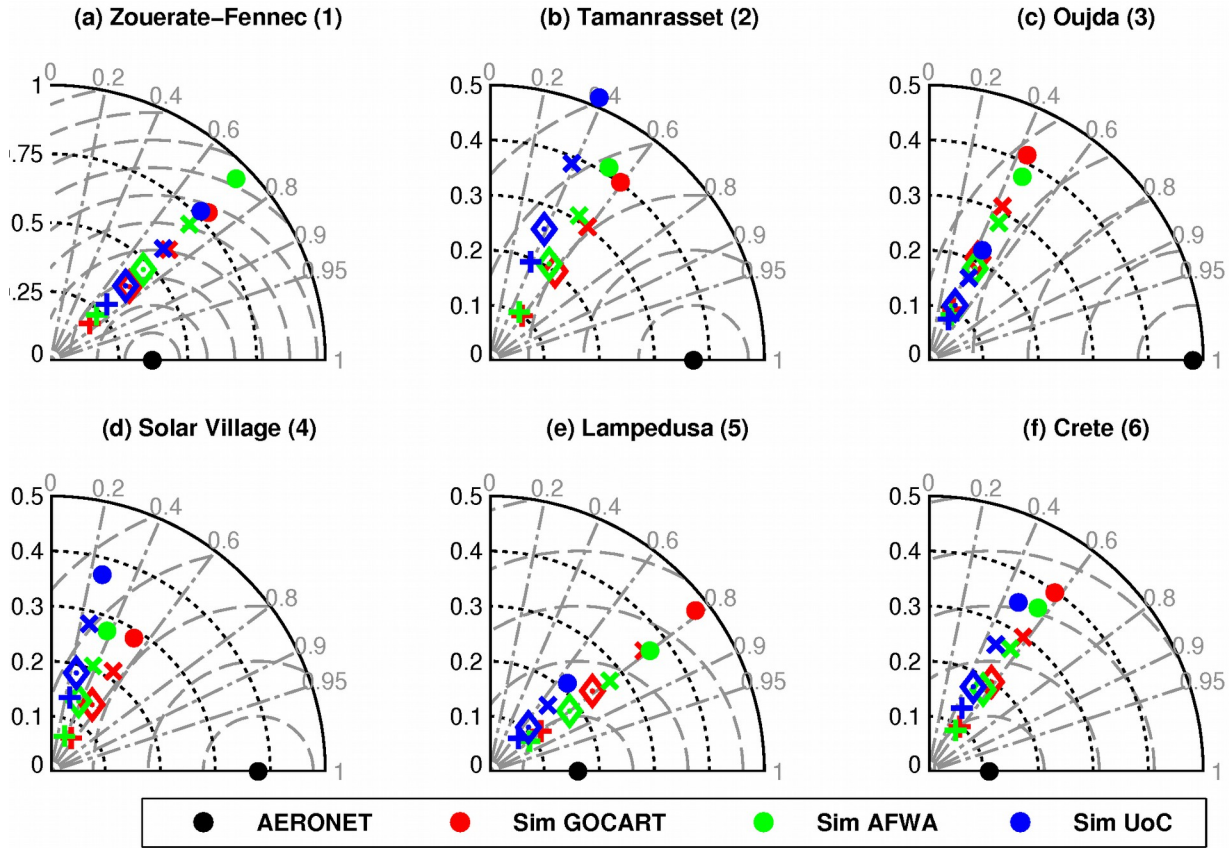 (a) Zouerate−Fennec (1)
(b) Tamanrasset (2)
(c) Oujda (3)
0 0.2 0.4 0.6 0.8 0.9 0.95 1
1
.75
0.5
0.25
0
0 0.2 0.4 0.6 0.8 0.9 0.95 1
0.5
0.4
0.3
0.2
0.1
0
0 0.2 0.4 0.6 0.8 0.9 0.95 1
0.5
0.4
0.3
0.2
0.1
0
(d) Solar Village (4)
(e) Lampedusa (5)
(f) Crete (6)
0 0.2 0.4 0.6 0.8 0.9 0.95 1
0.5
0.4
0.3
0.2
0.1
0
0 0.2 0.4 0.6 0.8 0.9 0.95 1
0.5
0.4
0.3
0.2
0.1
0
0 0.2 0.4 0.6 0.8 0.9 0.95 1
0.5
0.4
0.3
0.2
0.1
0
AERONET Sim GOCART Sim AFWA Sim UoC